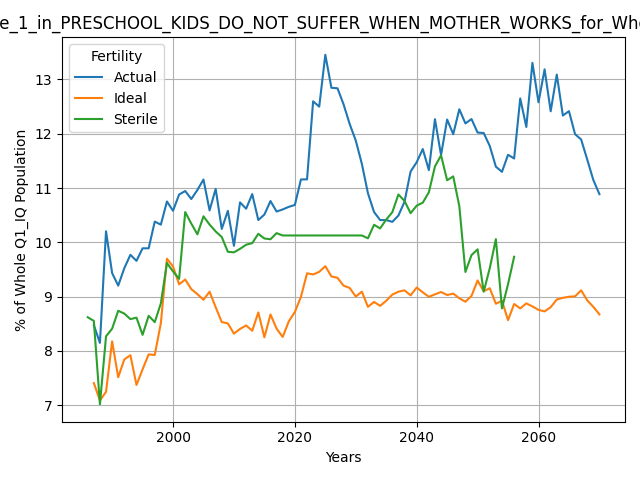 e_1_in_PRESCHOOL_KIDS_DO_NOT_SUFFER_WHEN_MOTHER_WORKS_for_Who
Fertility
Actual
Ideal
Sterile
% of Whole Q1_IQ Population
13
12
11
10
9
8
7
2000
2020
2040
2060
Years